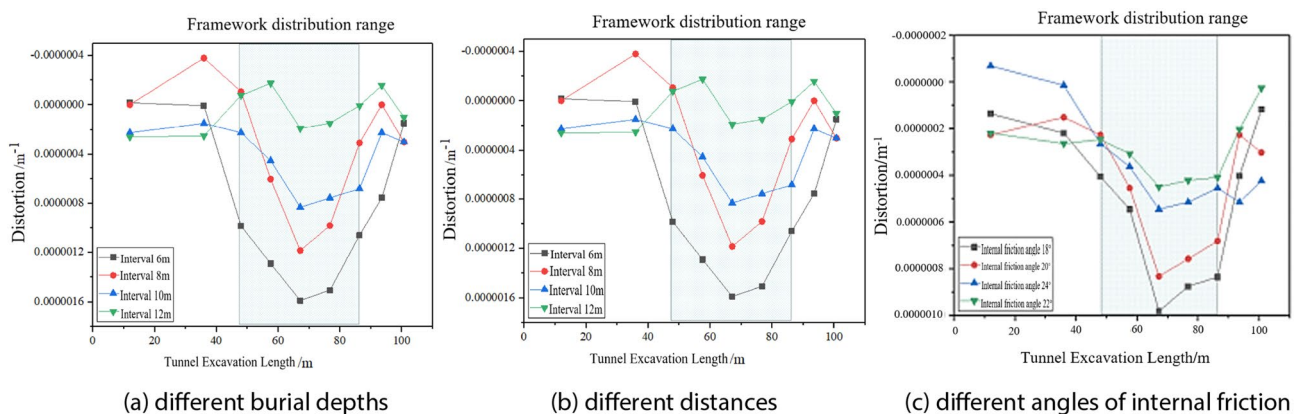 Framework distribution range
-0.0000004
0.0000000
0.0000004
0.0000008
0.0000012
0.0000016
Distortion /m⁻¹
Interval 6m
Interval 8m
Interval 10m
Interval 12m
0 20 40 60 80 100
Tunnel Excavation Length /m
(a) different burial depths
Framework distribution range
-0.0000004
0.0000000
0.0000004
0.0000008
0.0000012
0.0000016
Distortion /m⁻¹
Interval 6m
Interval 8m
Interval 10m
Interval 12m
0 20 40 60 80 100
Tunnel Excavation Length /m
(b) different distances
Framework distribution range
-0.0000002
0.0000000
0.0000002
0.0000004
0.0000006
0.0000008
0.0000010
Distortion/m⁻¹
Internal friction angle 18°
Internal friction angle 20°
Internal friction angle 24°
Internal friction angle 22°
0 20 40 60 80 100
Tunnel Excavation Length/m
(c) different angles of internal friction